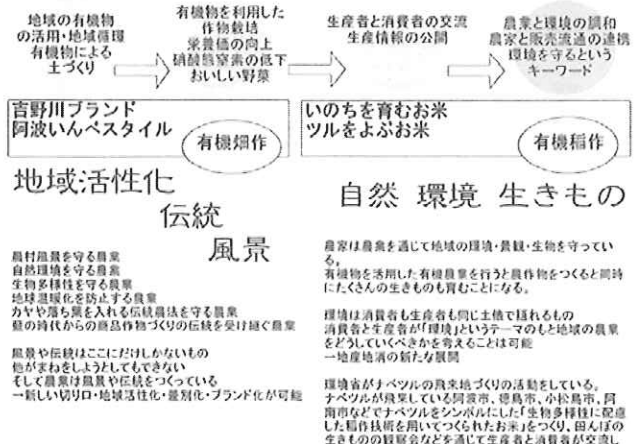 地域の有機物
の活用・地域循環
有機物による
土づくり
有機物を利用した
作物栽培
栄養価の向上
硝酸態窒素の低下
おいしい野菜
生産者と消費者の交流
生産情報の公開
農業と環境の調和
農家と販売流通の連携
環境を守るという
キーワード
吉野川ブランド
阿波いんべスタイル
有機畑作
いのちを育むお米
ツルをよぶお米
有機稲作
地域活性化
伝統
風景
農村風景を守る農業
自然環境を守る農業
生物多様性を守る農業
地球温暖化を防止する農業
カヤや落ち葉を入れる伝統農法を守る農業
藍の時代からの商品作物づくりの伝統を受け継ぐ農業
風景や伝統はここにだけしかないもの
他がまねをしようとしてもできない
そして農業は風景や伝統をつくっている
→新しい切り口・地域活性化・差別化・ブランド化が可能
自然 環境 生きもの
農家は農業を通じて地域の環境・景観・生物を守ってい
る。
有機物を活用した有機農業を行うと農作物をつくると同時
にたくさんの生きものも育むことになる。
環境は消費者も生産者も同じ土俵で語れるもの
消費者と生産者が「環境」というテーマのもと地域の農業
をどうしていくべきかを考えることは可能
→地産地消の新たな展開
環境省がナベヅルの飛来地づくりの活動をしている。
ナベヅルが飛来している阿波市、徳島市、小松島市、阿
南市などでナベヅルをシンボルにした「生物多様性に配慮
した稲作技術を用いてつくられたお米」をつくり、田んぼの
生きものの観察会などを通じて生産者と消費者が交流し